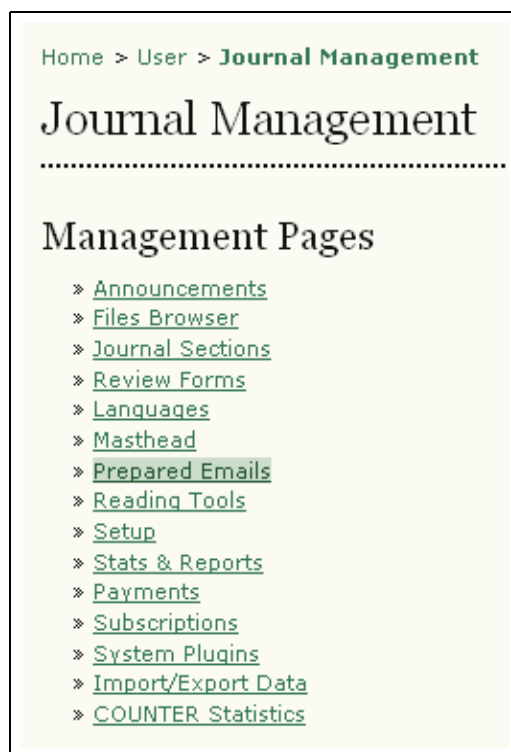 Home > User > Journal Management
Journal Management
Management Pages
» Announcements
» Files Browser
» Journal Sections
» Review Forms
» Languages
» Masthead
» Prepared Emails
» Reading Tools
» Setup
» Stats & Reports
» Payments
» Subscriptions
» System Plugins
» Import/Export Data
» COUNTER Statistics